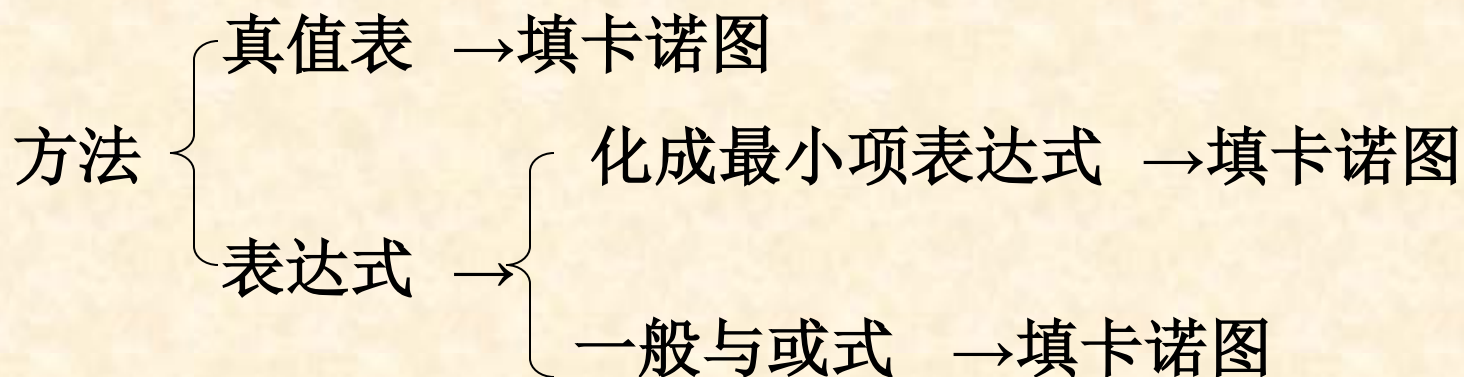 真值表 →填卡诺图
方法
化成最小项表达式 →填卡诺图
表达式 →
一般与或式 →填卡诺图